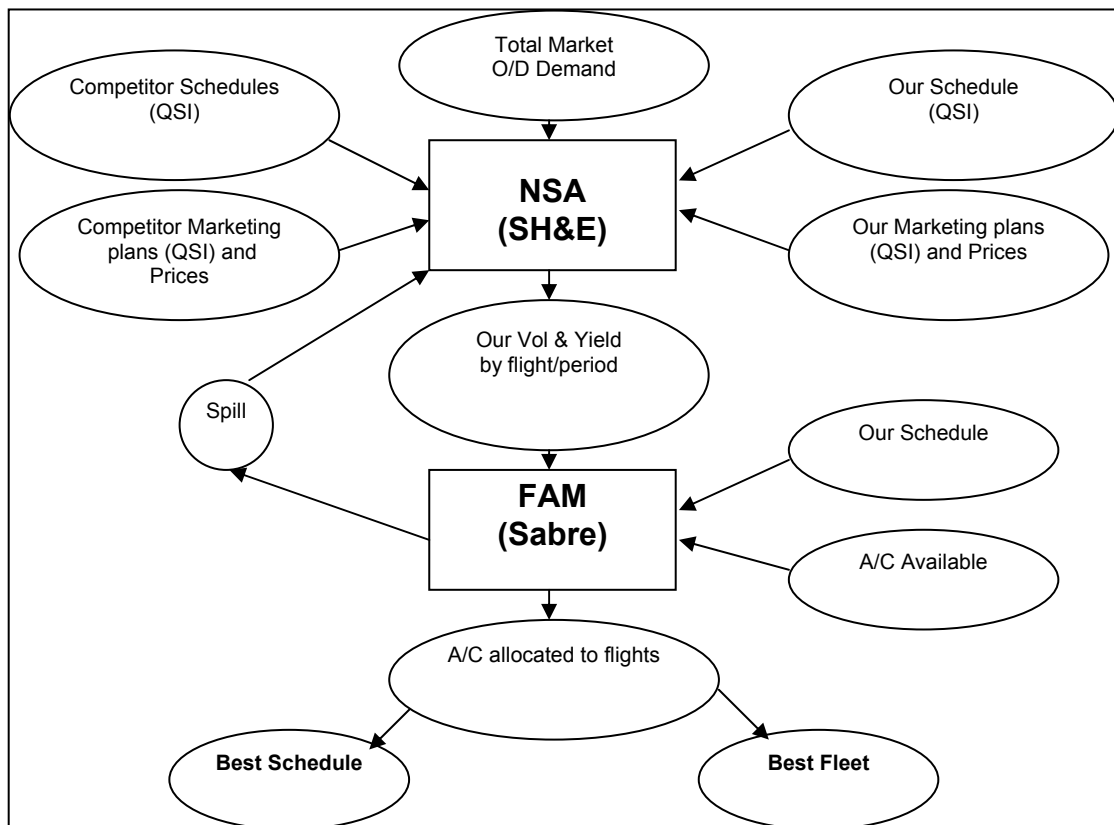 Total Market
O/D Demand
Competitor Schedules
(QSI)
Our Schedule
(QSI)
NSA
(SH&E)
Competitor Marketing
plans (QSI) and
Prices
Our Marketing plans
(QSI) and Prices
Our Vol & Yield
by flight/period
Spill
Our Schedule
FAM
(Sabre)
A/C Available
A/C allocated to flights
Best Schedule
Best Fleet